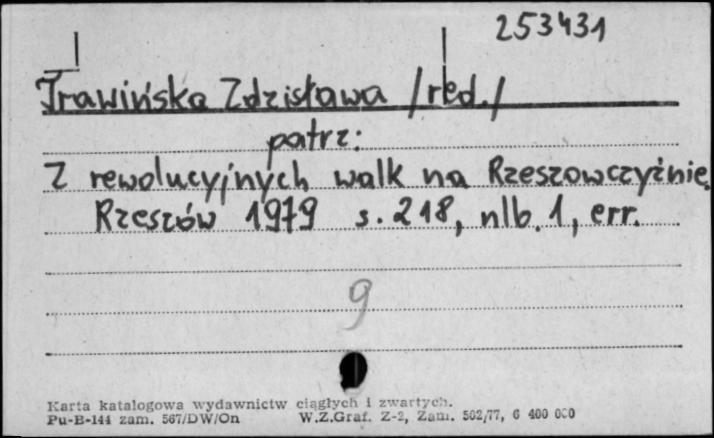 253431
Trawińska Zdzisława /red./
patrz:
Z rewolucyjnych walk na Rzeszowczyźnie.
Rzeszów 1979 s. 218, nlb. 1, err.
9
Karta katalogowa wydawnictw ciągłych i zwartych.
Pu-B-144 zam. 567/DW/On W.Z.Graf. Z-2, Zam. 502/77, 6 400 000